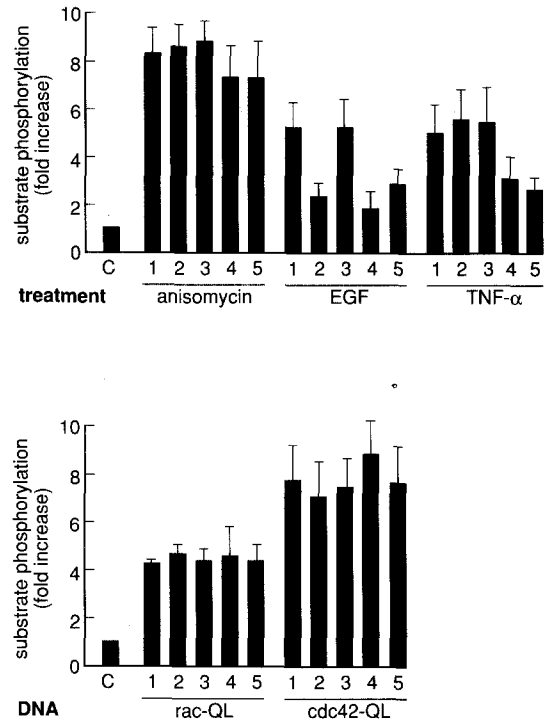 substrate phosphorylation
(fold increase)
10
8
6
4
2
0
C 1 2 3 4 5 1 2 3 4 5 1 2 3 4 5
treatment anisomycin EGF TNF-α
substrate phosphorylation
(fold increase)
10
8
6
4
2
0
C 1 2 3 4 5 1 2 3 4 5
DNA rac-QL cdc42-QL